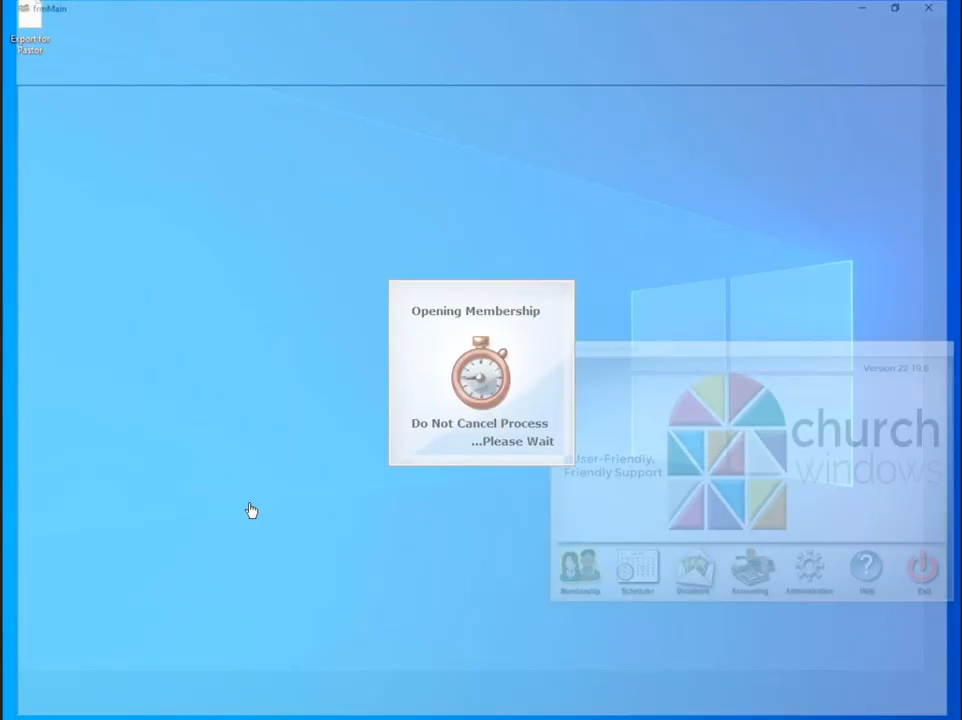 frmMain
Export for
Pastor
Opening Membership
Do Not Cancel Process
...Please Wait
Version:22.19.6
User-Friendly,
Friendly Support
church
windows
Membership
Scheduler
Donations
Accounting
Administration
Help
Exit